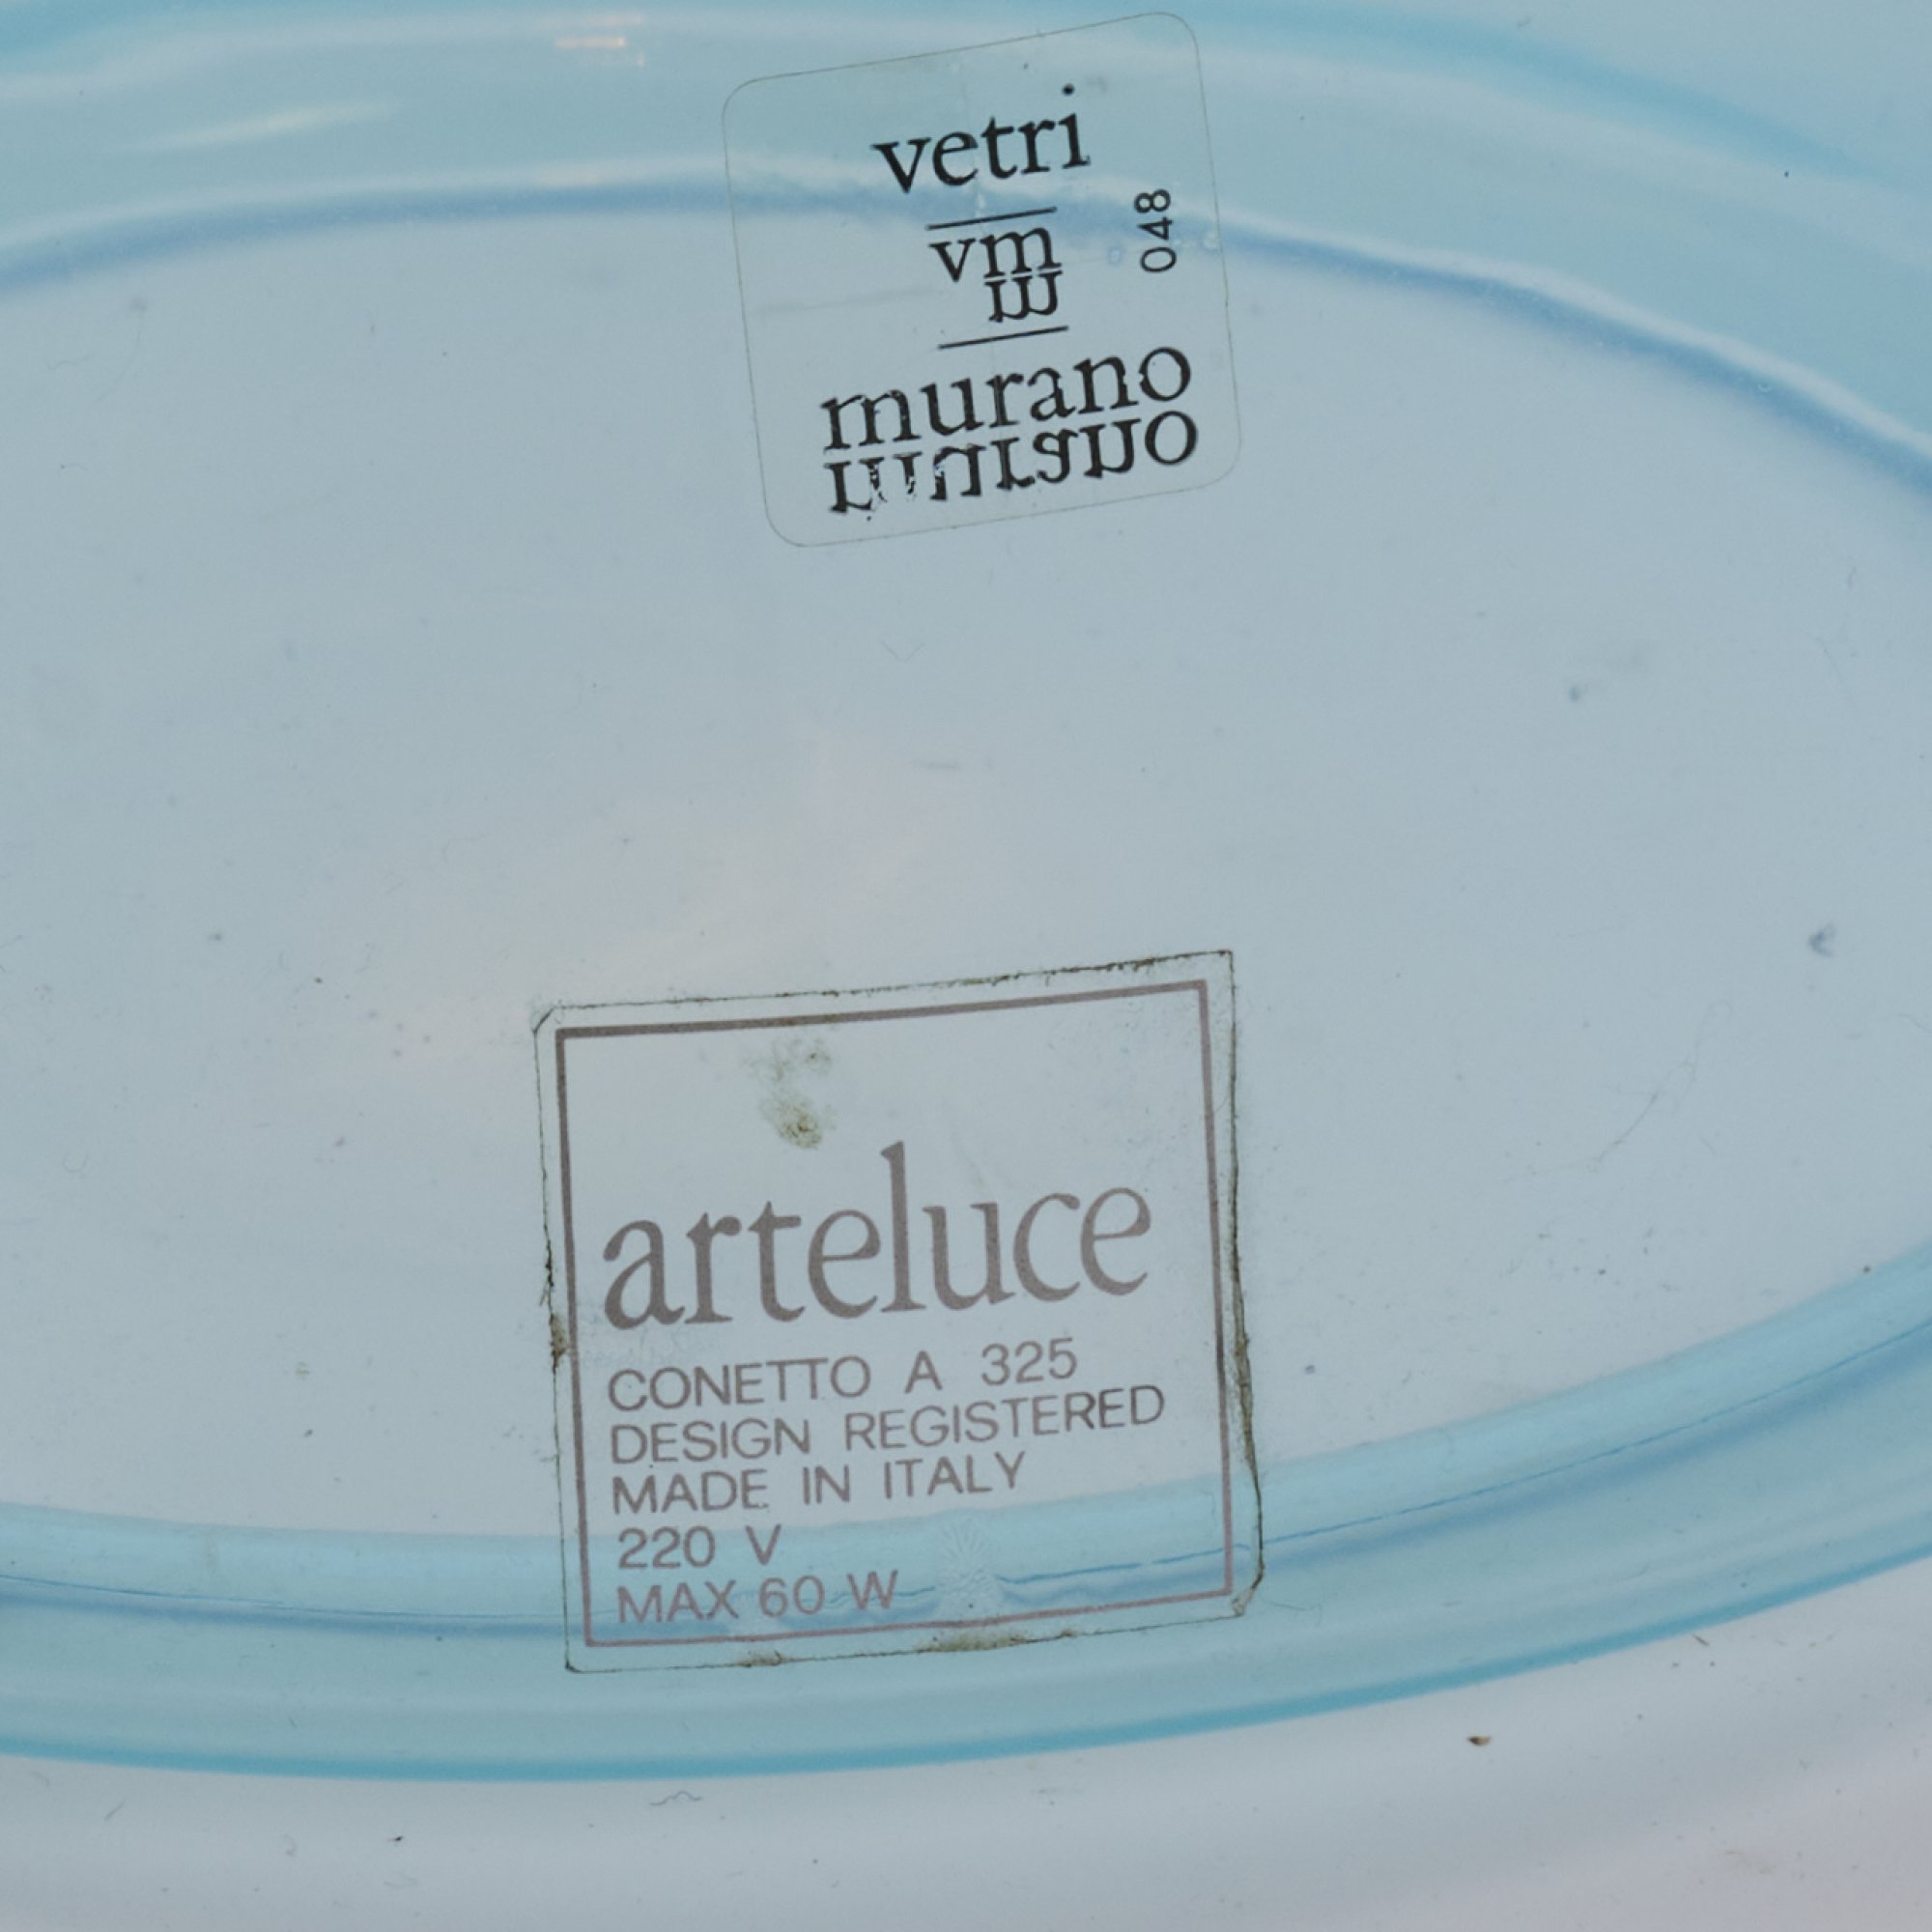 vetri
vm
048
murano
arteluce
CONETTO A 325
DESIGN REGISTERED
MADE IN ITALY
220 V
MAX 60 W